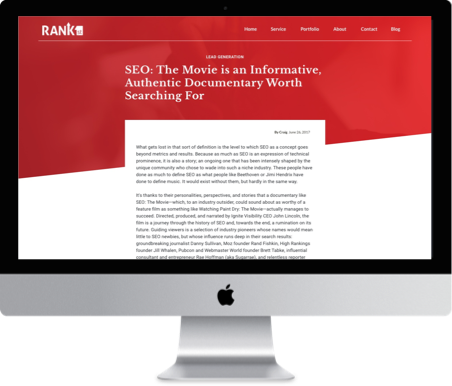 RANK
Home Service Portfolio About Contact Blog
LEAD GENERATION
SEO: The Movie is an Informative,
Authentic Documentary Worth
Searching For
By Craig June 26, 2017
What gets lost in that sort of definition is the level to which SEO as a concept goes
beyond metrics and results. Because as much as SEO is an expression of technical
prominence, it is also a story; an ongoing one that has been intensely shaped by the
unique community who chose to wade into such a niche industry. These people have
done as much to define SEO as what people like Beethoven or Jimi Hendrix have
done to define music. It would exist without them, but hardly in the same way.
It's thanks to their personalities, perspectives, and stories that a documentary like
SEO: The Movie—which, to an industry outsider, could sound about as worthy of a
feature film as something like Watching Paint Dry: The Movie—actually manages to
succeed. Directed, produced, and narrated by Ignite Visibility CEO John Lincoln, the
film is a journey through the history of SEO and, towards the end, a rumination on its
future. Guiding viewers is a selection of industry pioneers whose names would mean
little to SEO newbies, but whose influence runs deep in their search results:
groundbreaking journalist Danny Sullivan, Moz founder Rand Fishkin, High Rankings
founder Jill Whalen, Pubcon and Webmaster World founder Brett Tabke, influential
consultant and entrepreneur Rae Hoffman (aka Sugarrae), and relentless reporter